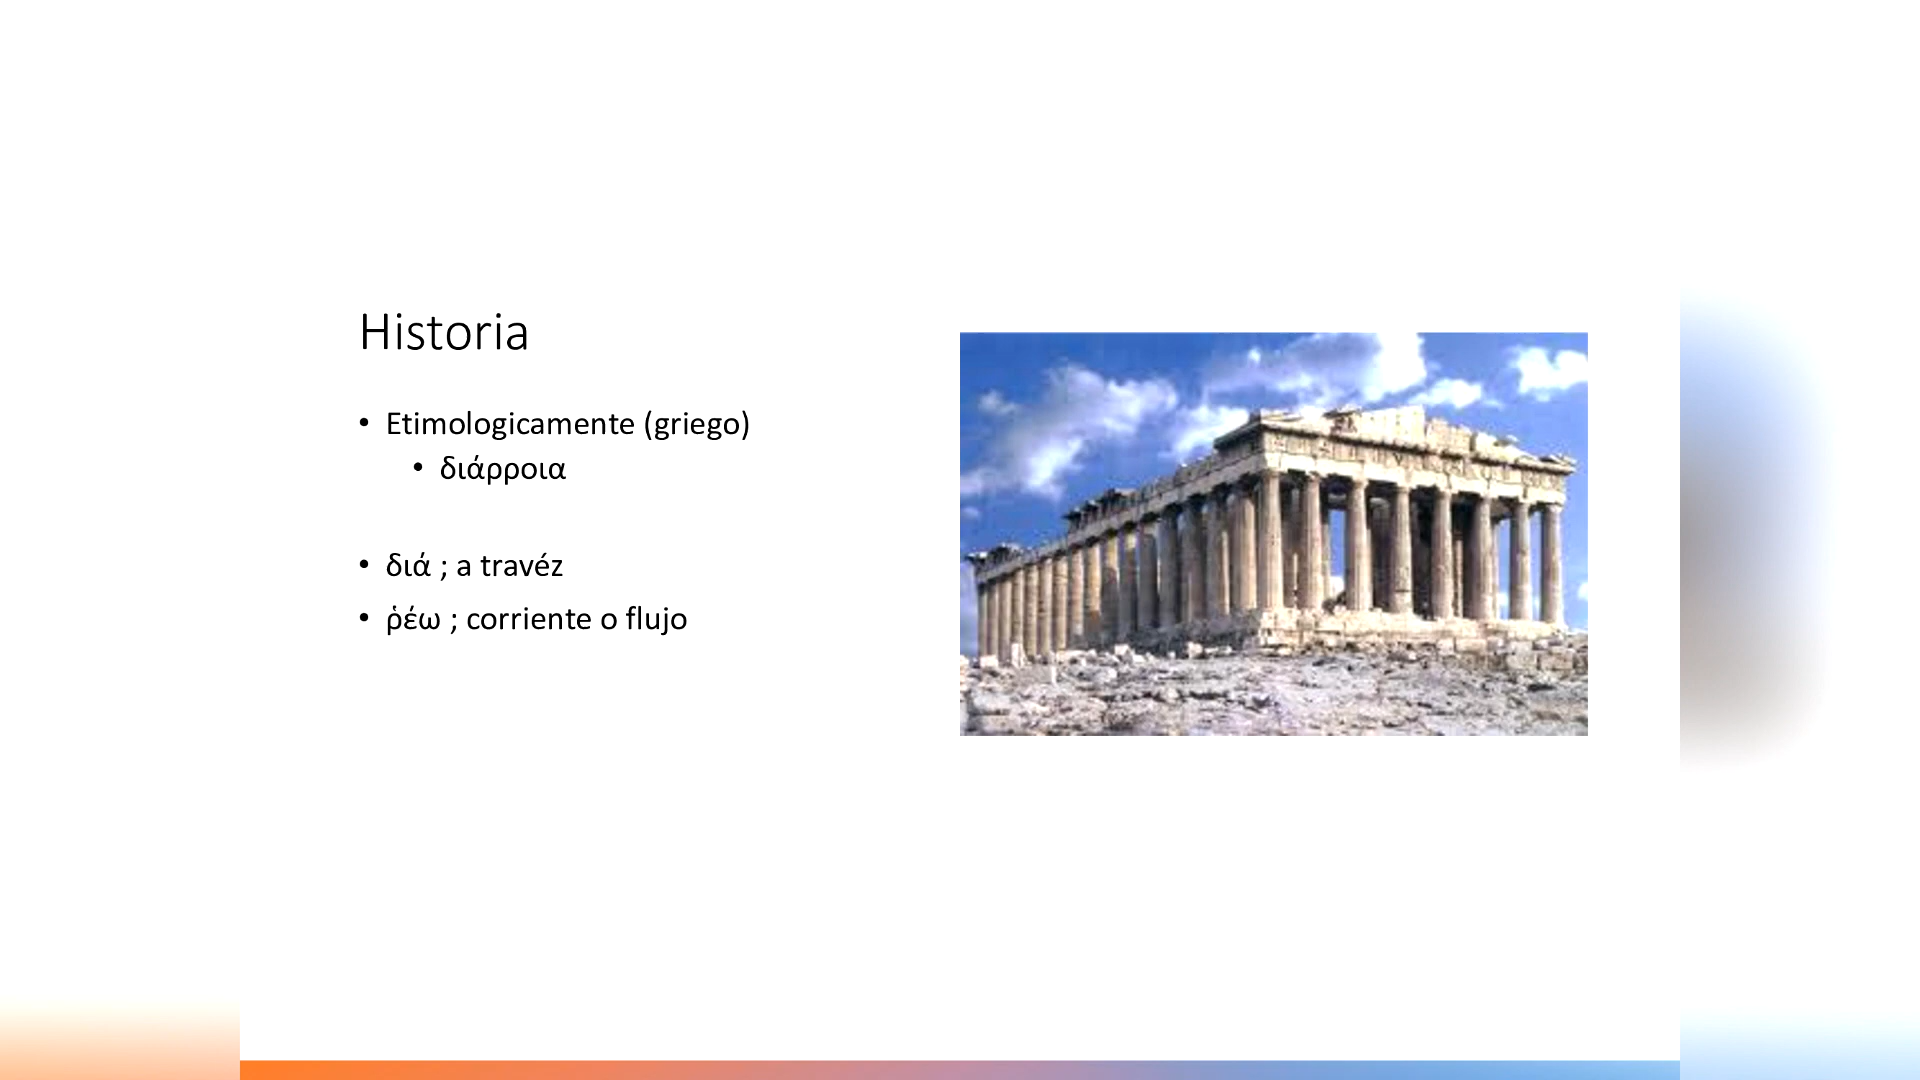 Historia
• Etimologicamente (griego)
• διάρροια
• διά ; a travéz
• ῥέω ; corriente o flujo